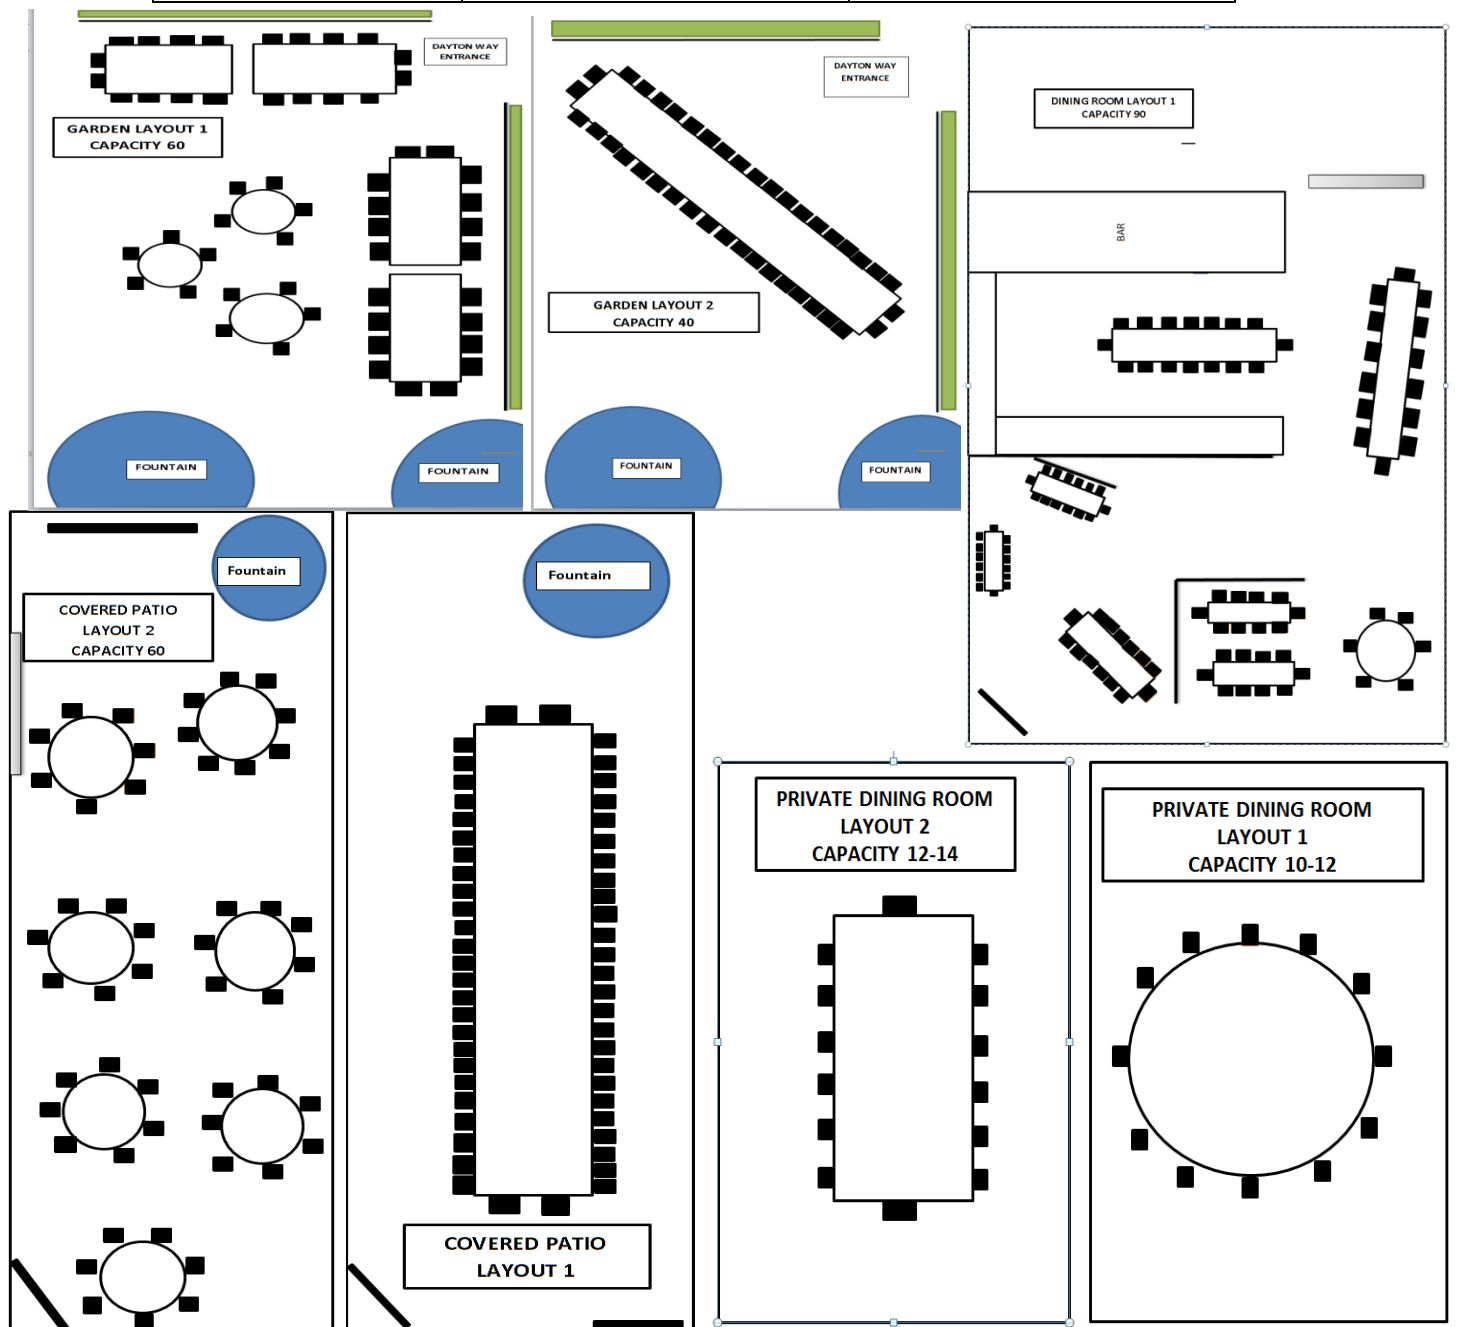 DAYTON WAY
ENTRANCE
GARDEN LAYOUT 1
CAPACITY 60
FOUNTAIN
FOUNTAIN
DAYTON WAY
ENTRANCE
GARDEN LAYOUT 2
CAPACITY 40
FOUNTAIN
FOUNTAIN
DINING ROOM LAYOUT 1
CAPACITY 90
BAR
Fountain
COVERED PATIO
LAYOUT 2
CAPACITY 60
Fountain
COVERED PATIO
LAYOUT 1
PRIVATE DINING ROOM
LAYOUT 2
CAPACITY 12-14
PRIVATE DINING ROOM
LAYOUT 1
CAPACITY 10-12